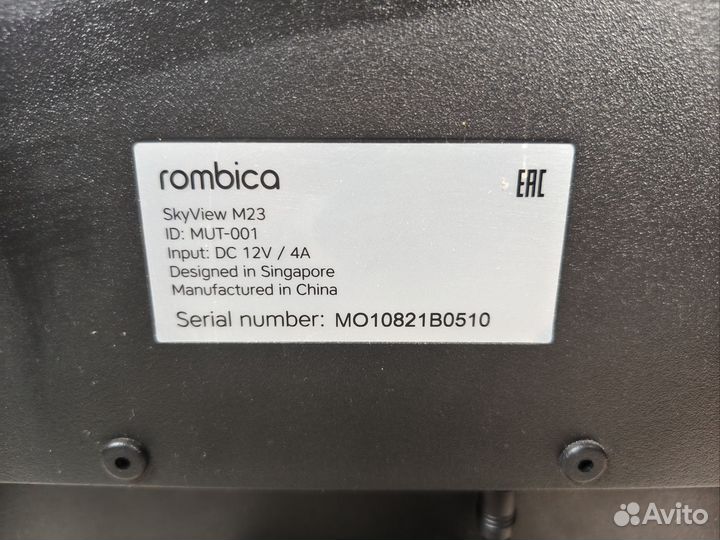 rombica
EAC
SkyView M23
ID: MUT-001
Input: DC 12V / 4A
Designed in Singapore
Manufactured in China
Serial number: MO10821B0510
Avito